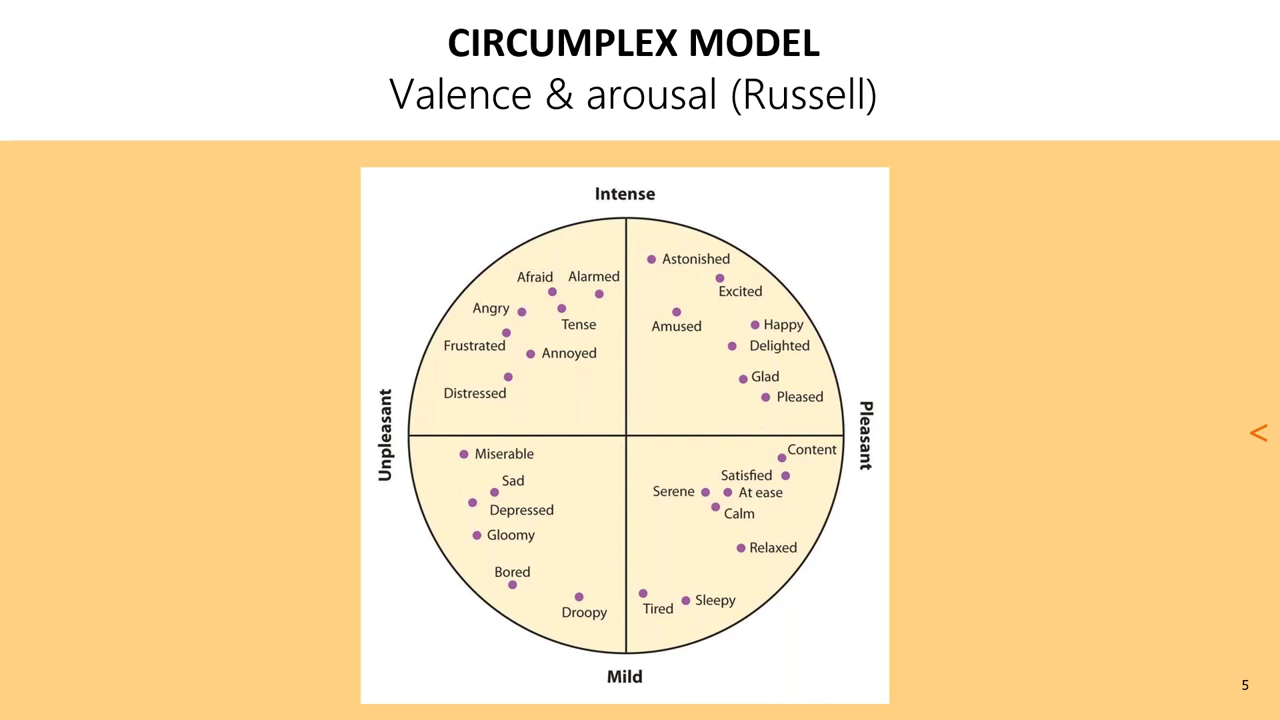 CIRCUMPLEX MODEL
Valence & arousal (Russell)
Intense
Astonished
Afraid
Alarmed
Excited
Angry
Tense
Amused
Happy
Frustrated
Annoyed
Delighted
Glad
Distressed
Pleased
Unpleasant
Pleasant
<
Miserable
Content
Sad
Satisfied
Serene
At ease
Depressed
Calm
Gloomy
Relaxed
Bored
Droopy
Tired
Sleepy
Mild
5